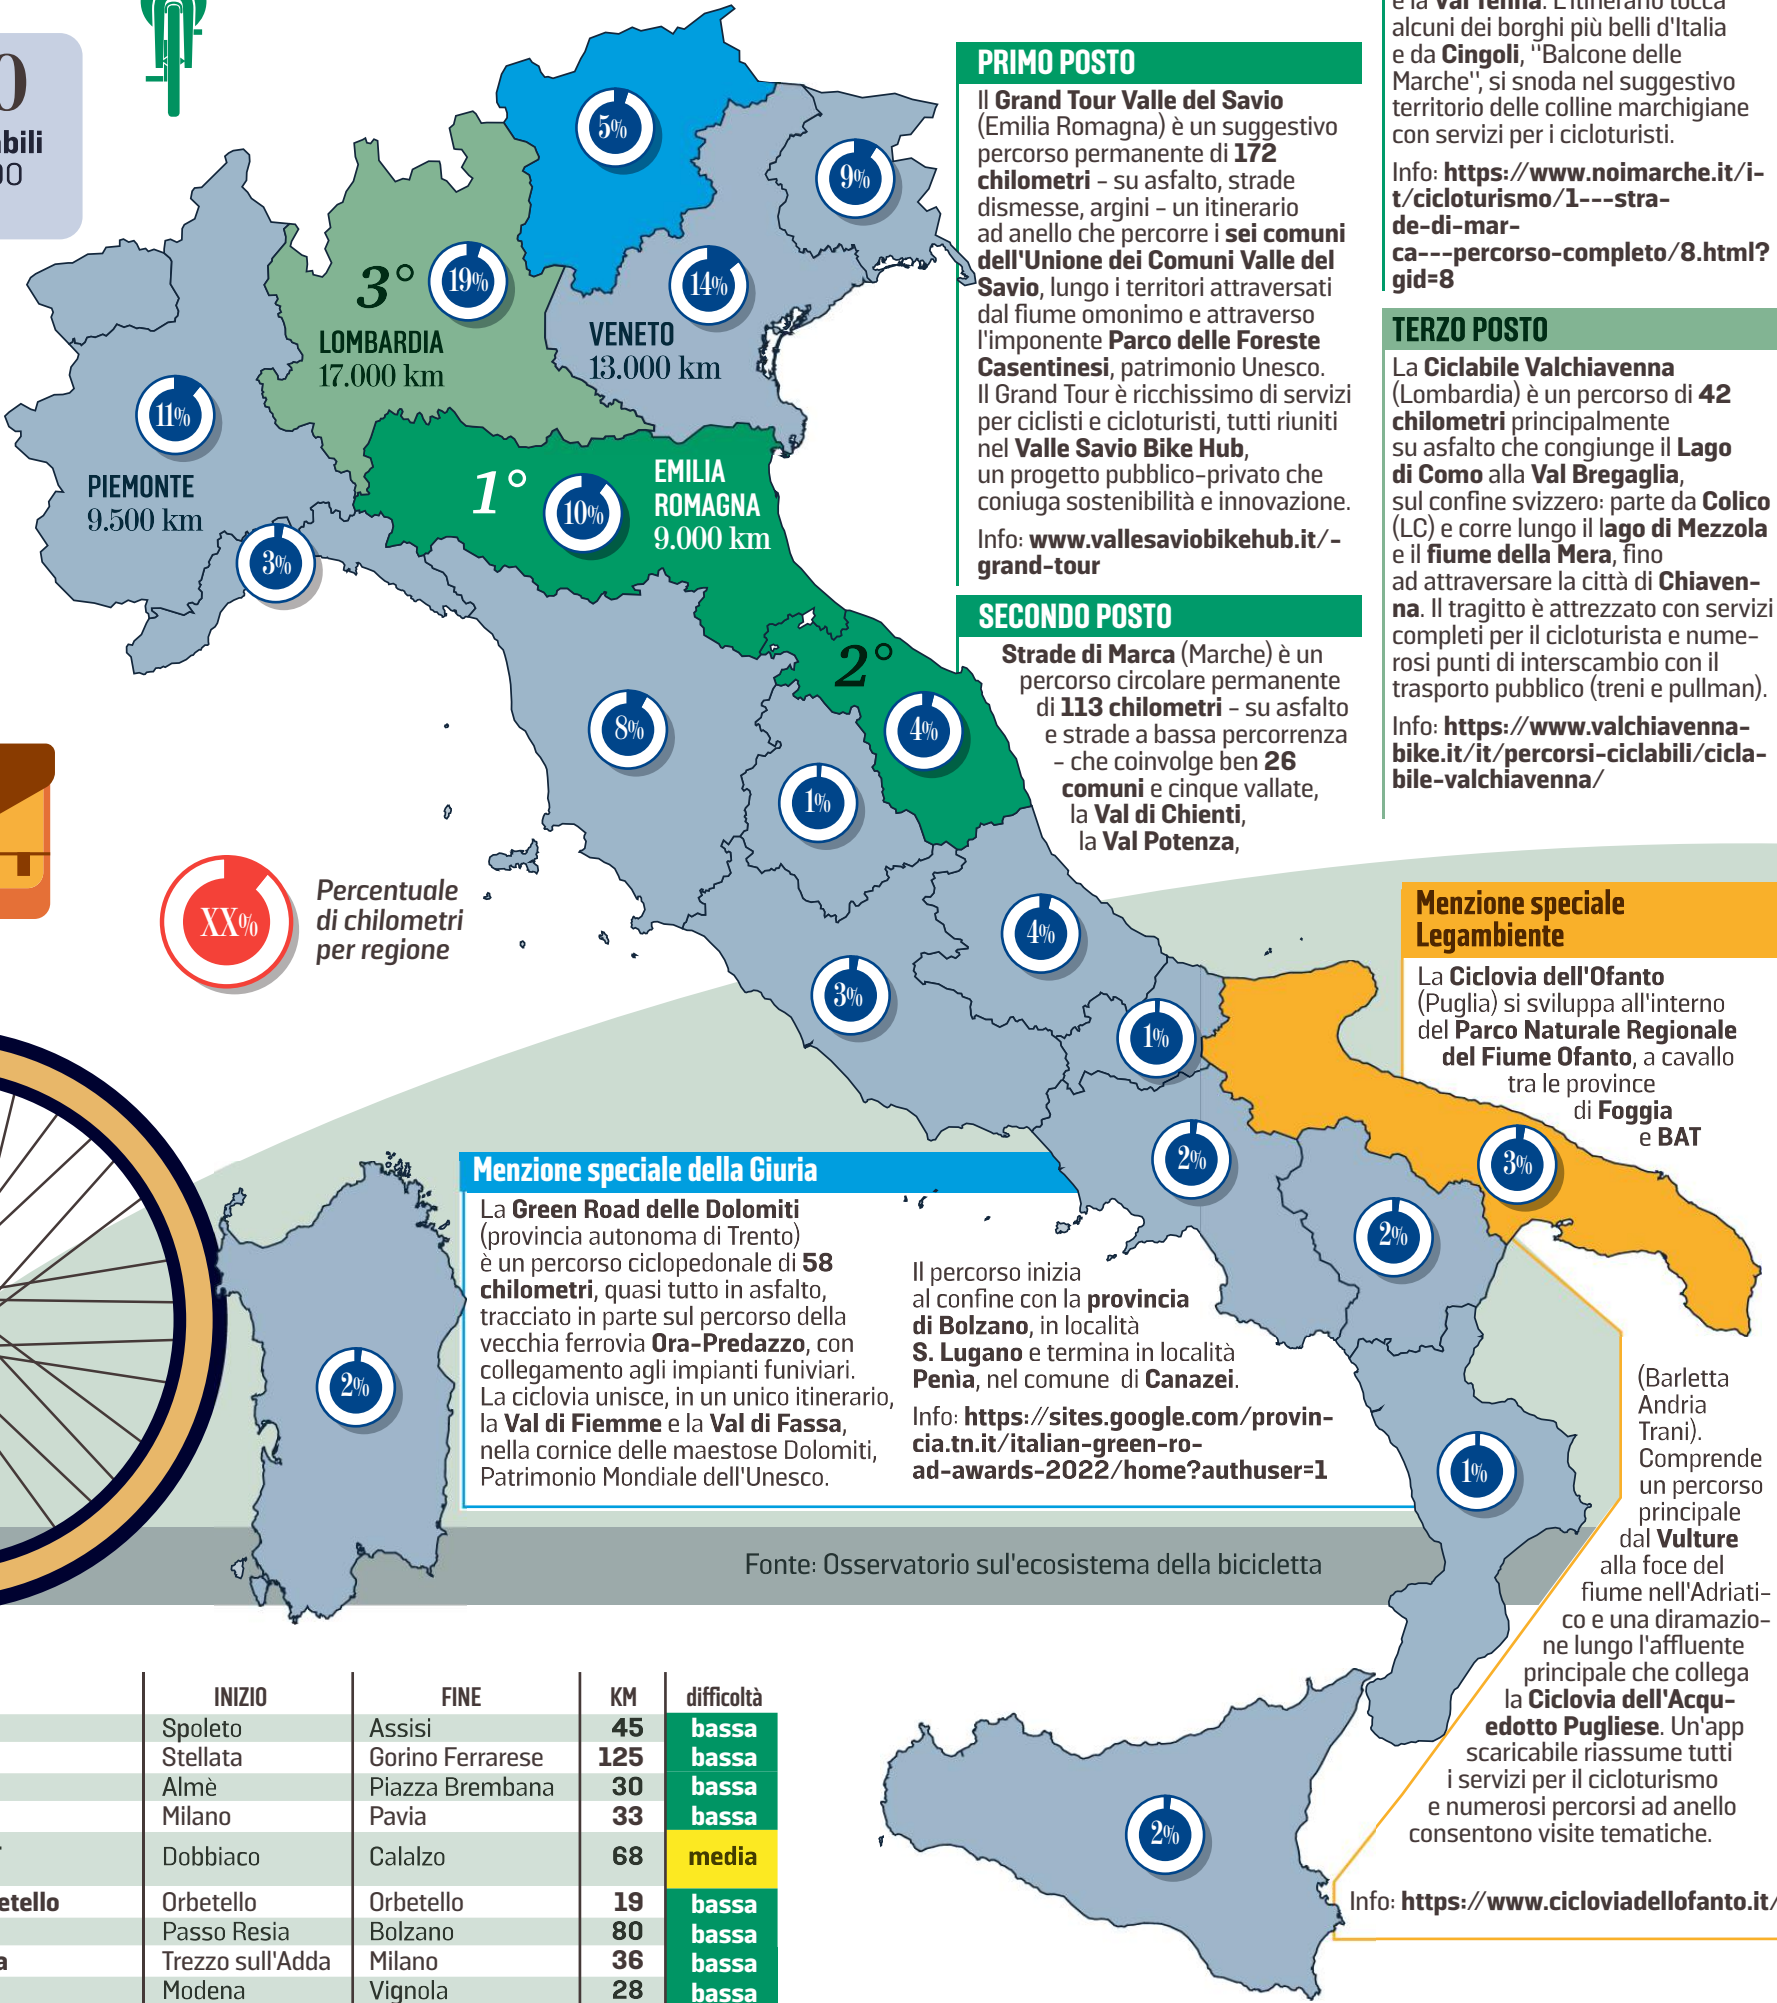 0
bili
00
5%
9%
3°
19%
LOMBARDIA
17.000 km
14%
VENETO
13.000 km
11%
PIEMONTE
9.500 km
3%
1°
10%
EMILIA
ROMAGNA
9.000 km
2°
4%
8%
1%
4%
3%
1%
2%
3%
2%
2%
1%
2%
XX%
Percentuale
di chilometri
per regione
PRIMO POSTO
Il Grand Tour Valle del Savio
(Emilia Romagna) è un suggestivo
percorso permanente di 172
chilometri – su asfalto, strade
dismesse, argini – un itinerario
ad anello che percorre i sei comuni
dell'Unione dei Comuni Valle del
Savio, lungo i territori attraversati
dal fiume omonimo e attraverso
l'imponente Parco delle Foreste
Casentinesi, patrimonio Unesco.
Il Grand Tour è ricchissimo di servizi
per ciclisti e cicloturisti, tutti riuniti
nel Valle Savio Bike Hub,
un progetto pubblico-privato che
coniuga sostenibilità e innovazione.
Info: www.vallesaviobikehub.it/-
grand-tour
SECONDO POSTO
Strade di Marca (Marche) è un
percorso circolare permanente
di 113 chilometri – su asfalto
e strade a bassa percorrenza
– che coinvolge ben 26
comuni e cinque vallate,
la Val di Chienti,
la Val Potenza,
e la Val Tenna. L'itinerario tocca
alcuni dei borghi più belli d'Italia
e da Cingoli, "Balcone delle
Marche", si snoda nel suggestivo
territorio delle colline marchigiane
con servizi per i cicloturisti.
Info: https://www.noimarche.it/i-
t/cicloturismo/1---stra-
de-di-mar-
ca---percorso-completo/8.html?
gid=8
TERZO POSTO
La Ciclabile Valchiavenna
(Lombardia) è un percorso di 42
chilometri principalmente
su asfalto che congiunge il Lago
di Como alla Val Bregaglia,
sul confine svizzero: parte da Colico
(LC) e corre lungo il lago di Mezzola
e il fiume della Mera, fino
ad attraversare la città di Chiaven-
na. Il tragitto è attrezzato con servizi
completi per il cicloturista e nume-
rosi punti di interscambio con il
trasporto pubblico (treni e pullman).
Info: https://www.valchiavenna-
bike.it/it/percorsi-ciclabili/cicla-
bile-valchiavenna/
Menzione speciale
Legambiente
La Ciclovia dell'Ofanto
(Puglia) si sviluppa all'interno
del Parco Naturale Regionale
del Fiume Ofanto, a cavallo
tra le province
di Foggia
e BAT
(Barletta
Andria
Trani).
Comprende
un percorso
principale
dal Vulture
alla foce del
fiume nell'Adriati-
co e una diramazio-
ne lungo l'affluente
principale che collega
la Ciclovia dell'Acqu-
edotto Pugliese. Un'app
scaricabile riassume tutti
i servizi per il cicloturismo
e numerosi percorsi ad anello
consentono visite tematiche.
Info: https://www.cicloviadellofanto.it/
Menzione speciale della Giuria
La Green Road delle Dolomiti
(provincia autonoma di Trento)
è un percorso ciclopedonale di 58
chilometri, quasi tutto in asfalto,
tracciato in parte sul percorso della
vecchia ferrovia Ora-Predazzo, con
collegamento agli impianti funiviari.
La ciclovia unisce, in un unico itinerario,
la Val di Fiemme e la Val di Fassa,
nella cornice delle maestose Dolomiti,
Patrimonio Mondiale dell'Unesco.
Il percorso inizia
al confine con la provincia
di Bolzano, in località
S. Lugano e termina in località
Penìa, nel comune di Canazei.
Info: https://sites.google.com/provin-
cia.tn.it/italian-green-ro-
ad-awards-2022/home?authuser=1
Fonte: Osservatorio sull'ecosistema della bicicletta
INIZIO FINE KM difficoltà
Spoleto Assisi 45 bassa
Stellata Gorino Ferrarese 125 bassa
Almè Piazza Brembana 30 bassa
Milano Pavia 33 bassa
Dobbiaco Calalzo 68 media
etello Orbetello Orbetello 19 bassa
Passo Resia Bolzano 80 bassa
a Trezzo sull'Adda Milano 36 bassa
Modena Vignola 28 bassa